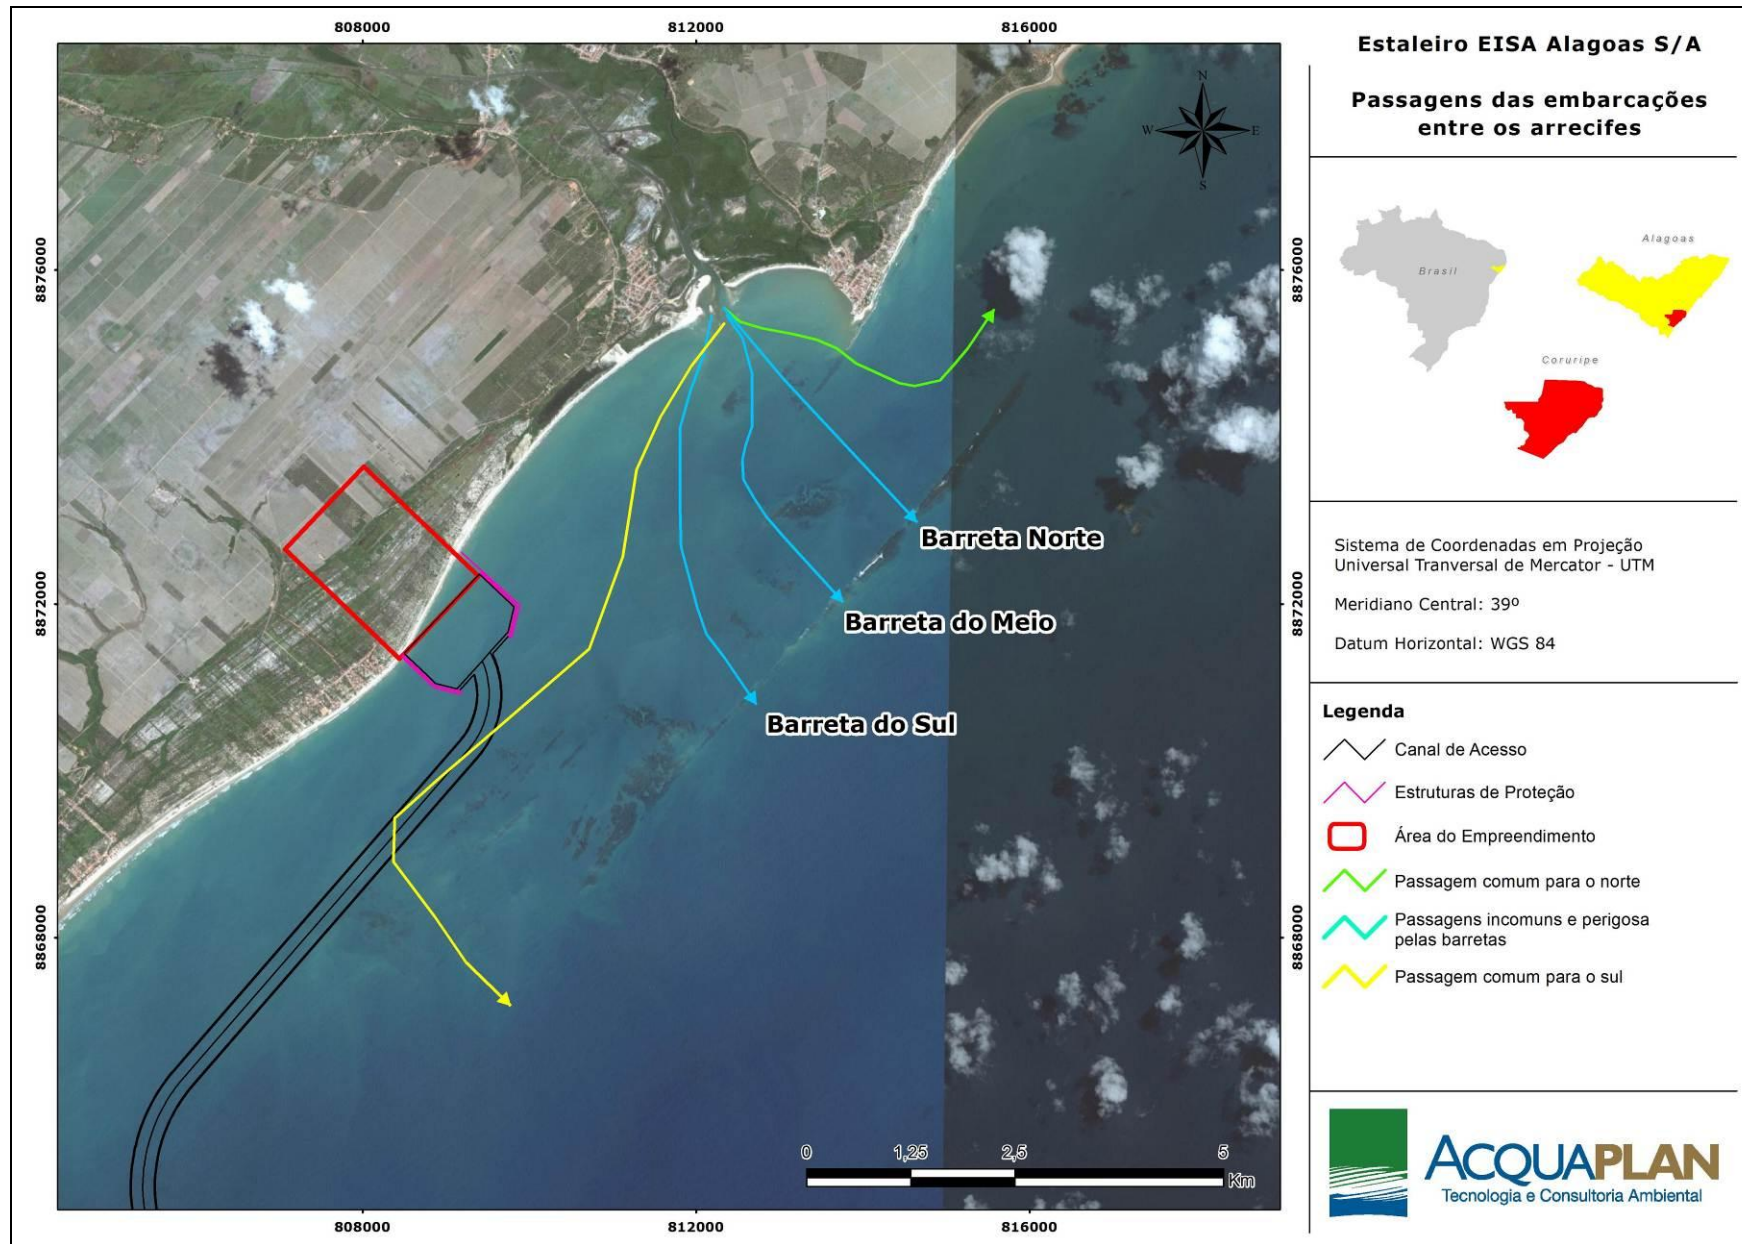 808000
812000
816000
8876000
8872000
8868000
N
W
E
S
Barreta Norte
Barreta do Meio
Barreta do Sul
0
1,25
2,5
5
Km
8876000
8872000
8868000
808000
812000
816000
Estaleiro EISA Alagoas S/A
Passagens das embarcações
entre os arrecifes
Brasil
Alagoas
Coruripe
Sistema de Coordenadas em Projeção
Universal Tranversal de Mercator - UTM
Meridiano Central: 39º
Datum Horizontal: WGS 84
Legenda
Canal de Acesso
Estruturas de Proteção
Área do Empreendimento
Passagem comum para o norte
Passagens incomuns e perigosa
pelas barretas
Passagem comum para o sul
ACQUAPLAN
Tecnologia e Consultoria Ambiental